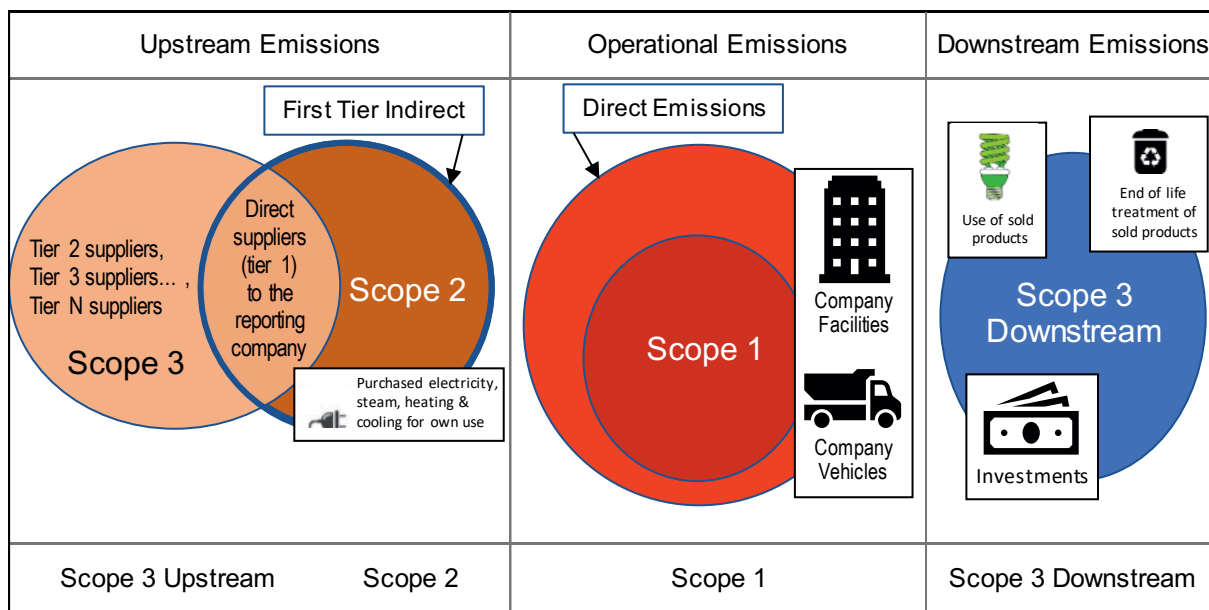 Upstream Emissions
Operational Emissions
Downstream Emissions
First Tier Indirect
Tier 2 suppliers,
Tier 3 suppliers... ,
Tier N suppliers
Scope 3
Direct
suppliers
(tier 1)
to the
reporting
company
Scope 2
Purchased electricity,
steam, heating &
cooling for own use
Direct Emissions
Scope 1
Company
Facilities
Company
Vehicles
Use of sold
products
End of life
treatment of
sold products
Scope 3
Downstream
Investments
Scope 3 Upstream
Scope 2
Scope 1
Scope 3 Downstream